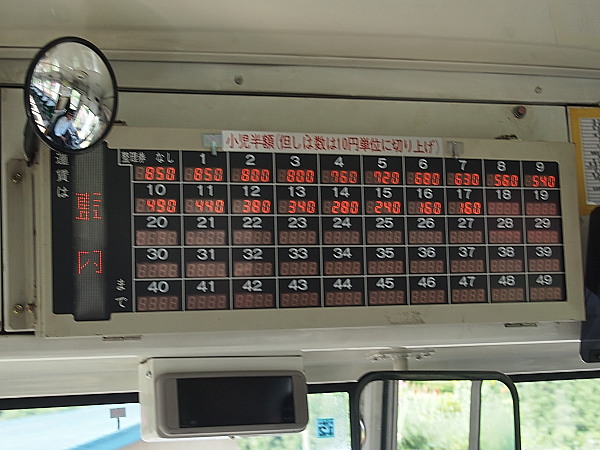 小児半額(但しは数は10円単位に切り上げ)
運賃は
まで
整理券 なし 1 2 3 4 5 6 7 8 9
850 850 800 800 760 720 680 630 560 540
10 11 12 13 14 15 16 17 18 19
490 440 380 340 280 240 160 160
20 21 22 23 24 25 26 27 28 29
30 31 32 33 34 35 36 37 38 39
40 41 42 43 44 45 46 47 48 49